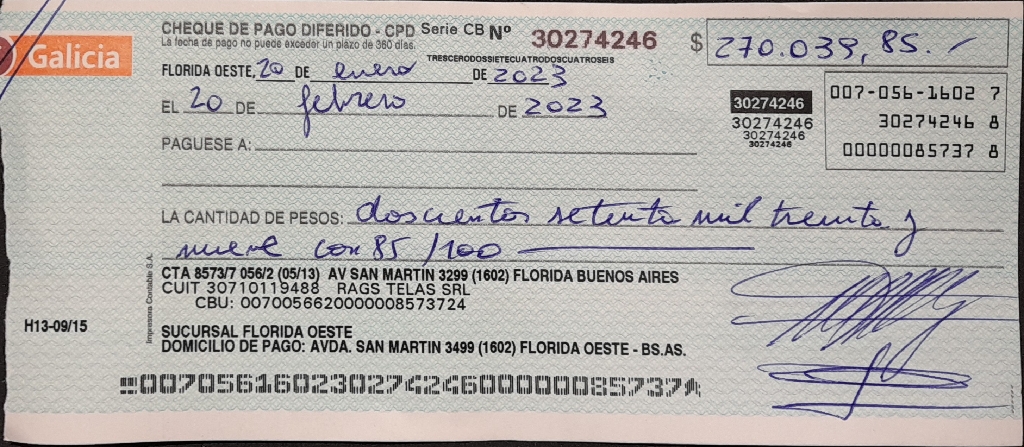 Galicia
CHEQUE DE PAGO DIFERIDO - CPD Serie CB Nº 30274246 $ 270.039,85.-
La fecha de pago no puede exceder un plazo de 360 días.
TRESCERODOSSIETECUATRODOSCUATROSEIS
FLORIDA OESTE, 20 DE enero DE 2023
EL 20 DE febrero DE 2023
30274246
30274246
30274246
30274246
007-056-1602 7
30274246 8
00000085737 8
PAGUESE A:
LA CANTIDAD DE PESOS: doscientos setenta mil treinta y
nueve con 85/100
CTA 8573/7 056/2 (05/13) AV SAN MARTIN 3299 (1602) FLORIDA BUENOS AIRES
CUIT 30710119488 RAGS TELAS SRL
CBU: 0070056620000008573724
Impresora Contable S.A.
H13-09/15
SUCURSAL FLORIDA OESTE
DOMICILIO DE PAGO: AVDA. SAN MARTIN 3499 (1602) FLORIDA OESTE - BS.AS.
00705616023027424600000085737